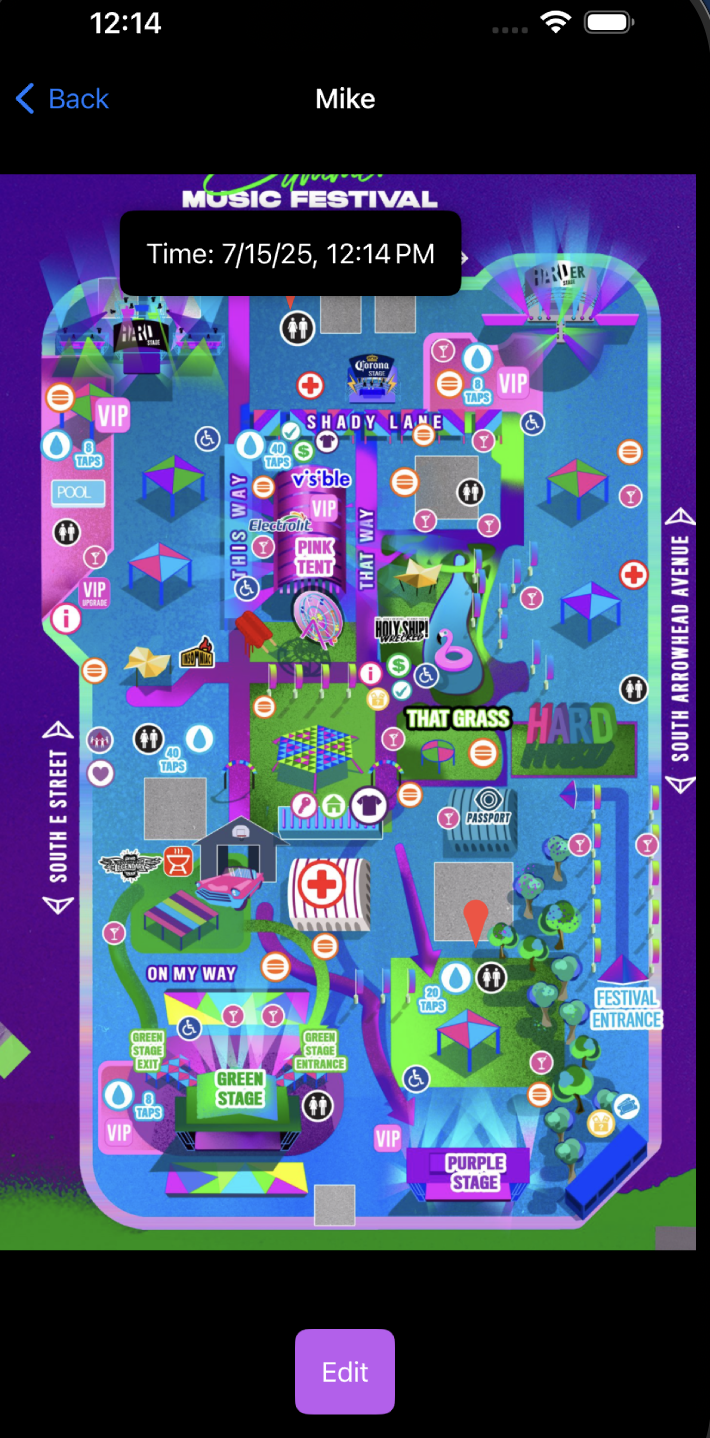 12:14
Back
Mike
Summer
MUSIC FESTIVAL
Time: 7/15/25, 12:14 PM
HARD
STAGE
HARDER
STAGE
Corona
STAGE
VIP
8
TAPS
SHADY LANE
VIP
8
TAPS
40
TAPS
POOL
visible
VIP
Electrolit
PINK
TENT
THIS WAY
THAT WAY
VIP
UPGRADE
INSOMNIAC
HOLY SHIP!
WRECKED
THAT GRASS
HARD
SOUTH ARROWHEAD AVENUE
SOUTH E STREET
40
TAPS
PASSPORT
LEGENDARY
ON MY WAY
20
TAPS
FESTIVAL
ENTRANCE
GREEN
STAGE
EXIT
GREEN
STAGE
ENTRANCE
GREEN
STAGE
8
TAPS
VIP
VIP
PURPLE
STAGE
Edit